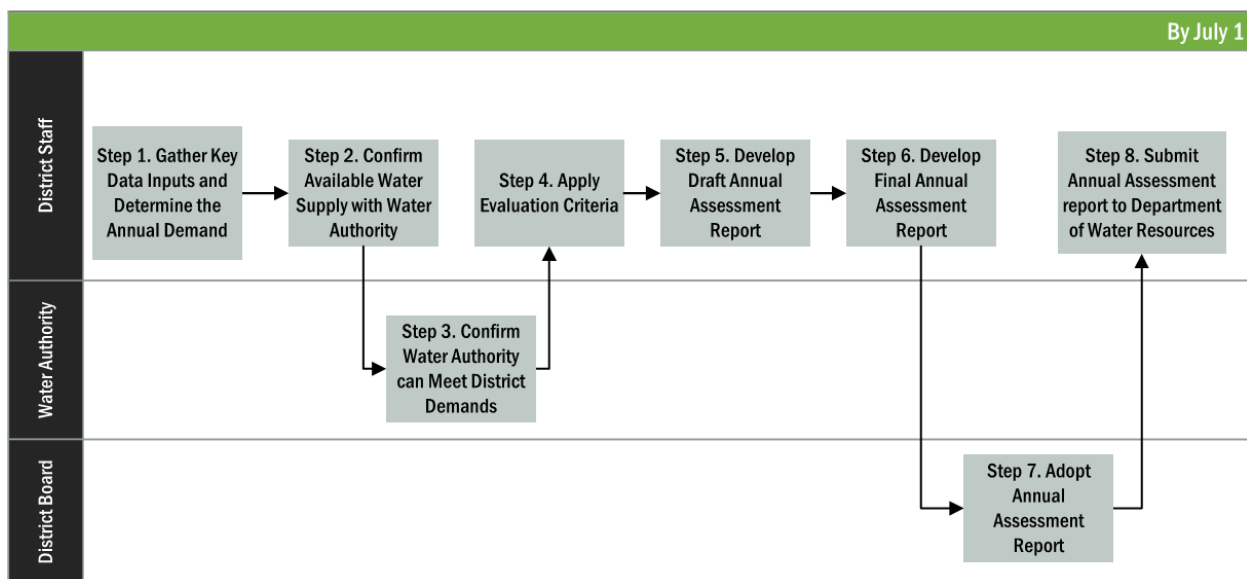 By July 1
District Staff
Step 1. Gather Key
Data Inputs and
Determine the
Annual Demand
Step 2. Confirm
Available Water
Supply with Water
Authority
Step 4. Apply
Evaluation Criteria
Step 5. Develop
Draft Annual
Assessment
Report
Step 6. Develop
Final Annual
Assessment
Report
Step 8. Submit
Annual Assessment
report to Department
of Water Resources
Water Authority
Step 3. Confirm
Water Authority
can Meet District
Demands
District Board
Step 7. Adopt
Annual
Assessment
Report